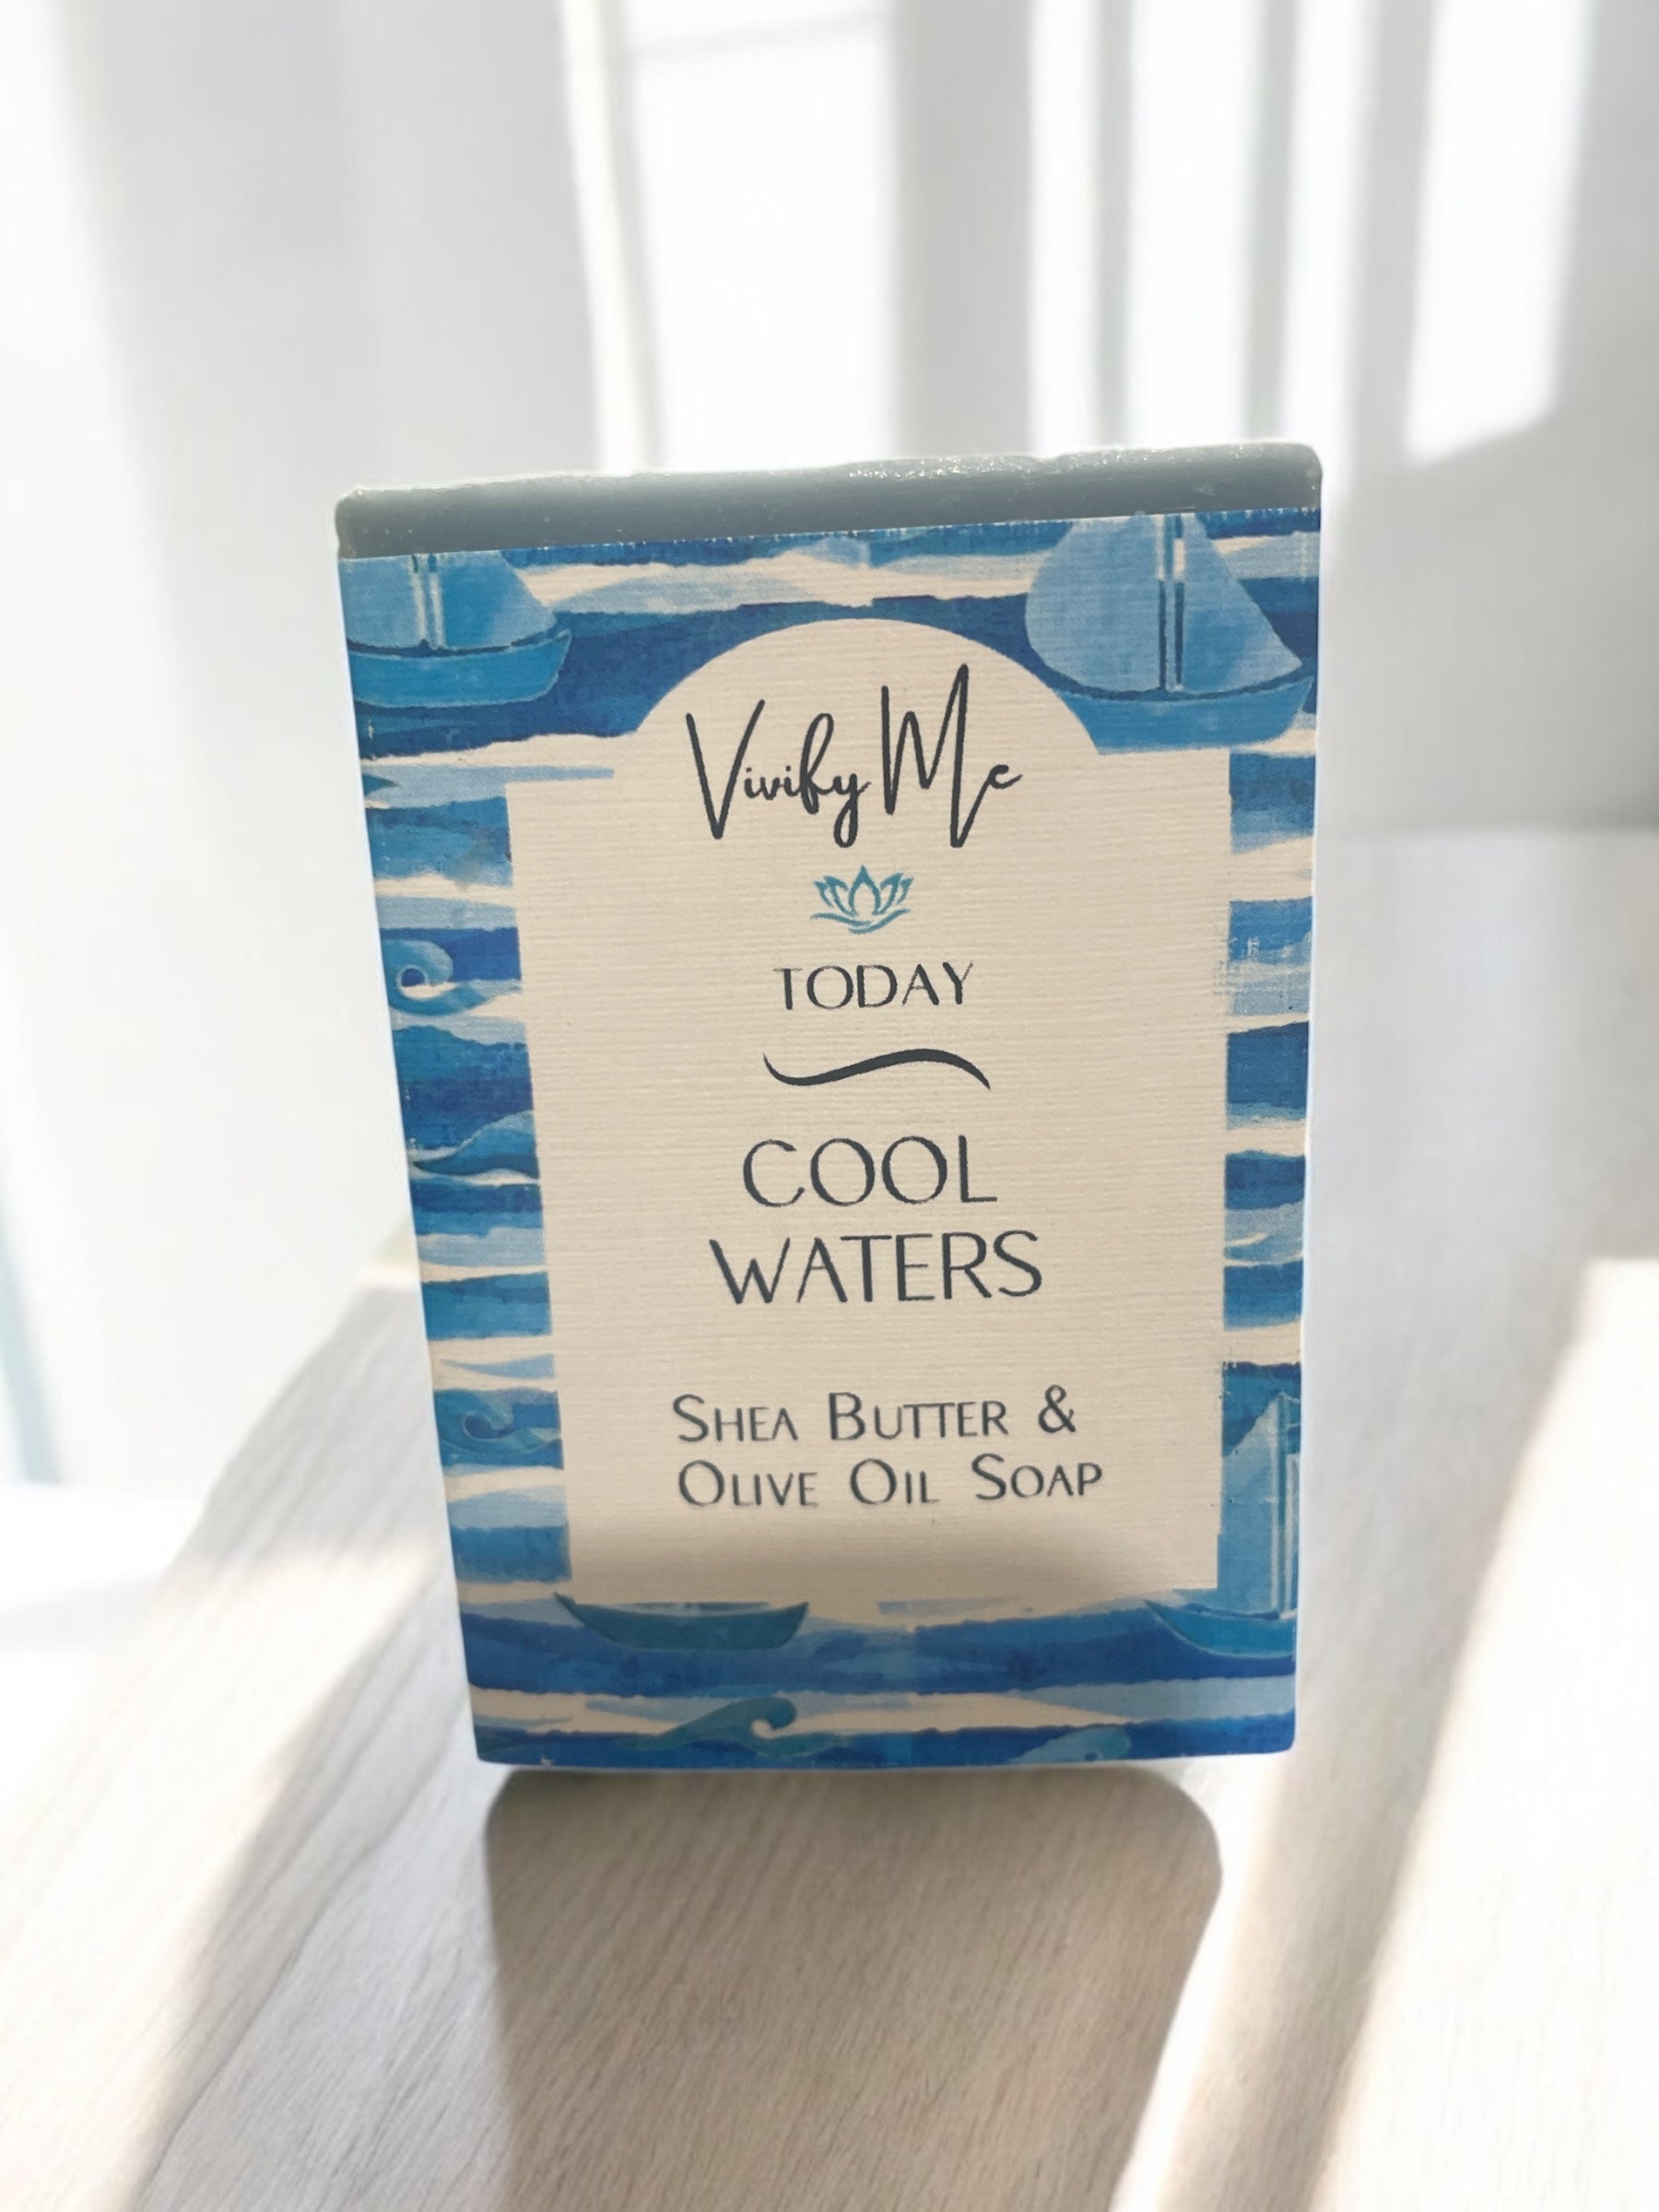 Vivify Me
TODAY
COOL
WATERS
SHEA BUTTER &
OLIVE OIL SOAP